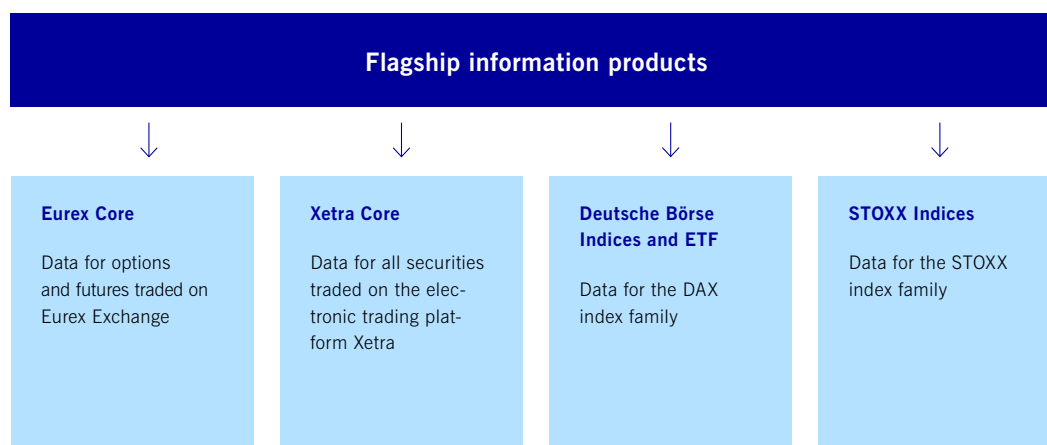 Flagship information products
Eurex Core
Data for options
and futures traded on
Eurex Exchange
Xetra Core
Data for all securities
traded on the elec-
tronic trading plat-
form Xetra
Deutsche Börse
Indices and ETF
Data for the DAX
index family
STOXX Indices
Data for the STOXX
index family